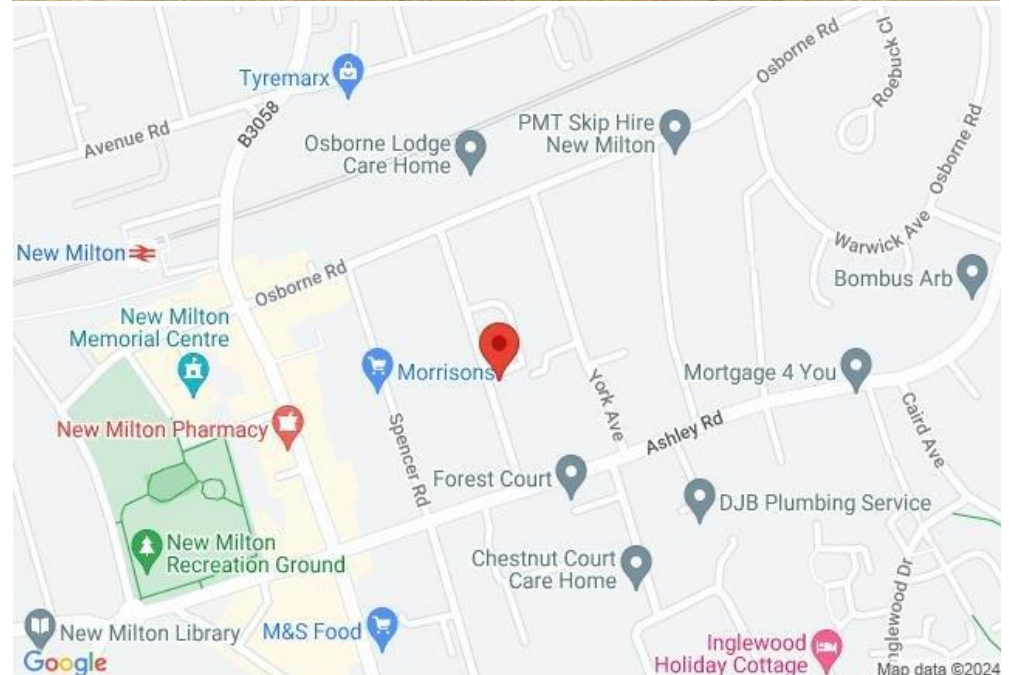 Osborne Rd
Roebuck Cl
Tyremarx
B3058
Avenue Rd
Osborne Lodge
Care Home
PMT Skip Hire
New Milton
Osborne Rd
Warwick Ave
New Milton
Osborne Rd
Bombus Arb
New Milton
Memorial Centre
Morrisons
York Ave
Mortgage 4 You
Caird Ave
New Milton Pharmacy
Spencer Rd
Ashley Rd
Forest Court
DJB Plumbing Service
New Milton
Recreation Ground
Chestnut Court
Care Home
Inglewood Dr
New Milton Library
M&S Food
Inglewood
Holiday Cottage
Google
Map data ©2024